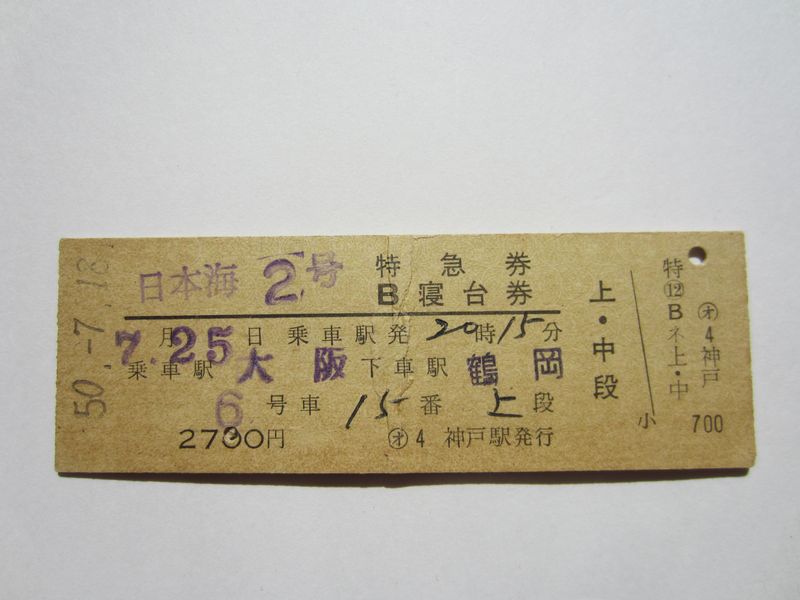 50.-7.18
日本海 2号
特急券
B寝台券
7月25日 乗車駅発 20時15分
乗車駅 大阪 下車駅 鶴岡
6号車 15番 上段
2700円 ㋔4 神戸駅発行
上・中段
特⑫Bネ上・中
㋔4神戸
小 700